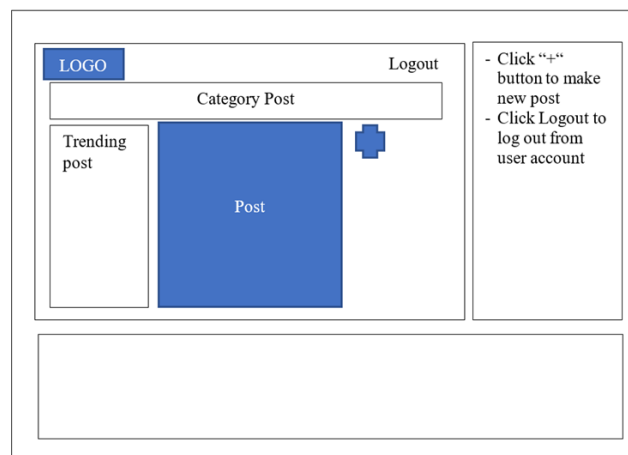 LOGO
Logout
Category Post
Trending
post
Post
- Click “+“
button to make
new post
- Click Logout to
log out from
user account